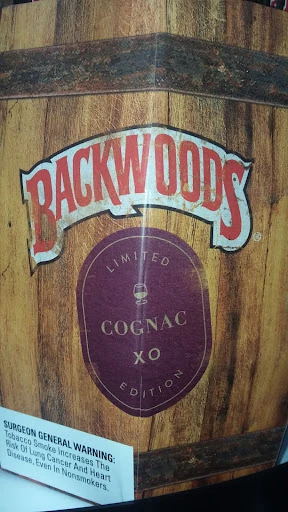 BACKWOODS®
LIMITED
COGNAC
XO
EDITION
SURGEON GENERAL WARNING:
Tobacco Smoke Increases The
Risk Of Lung Cancer And Heart
Disease, Even In Nonsmokers.